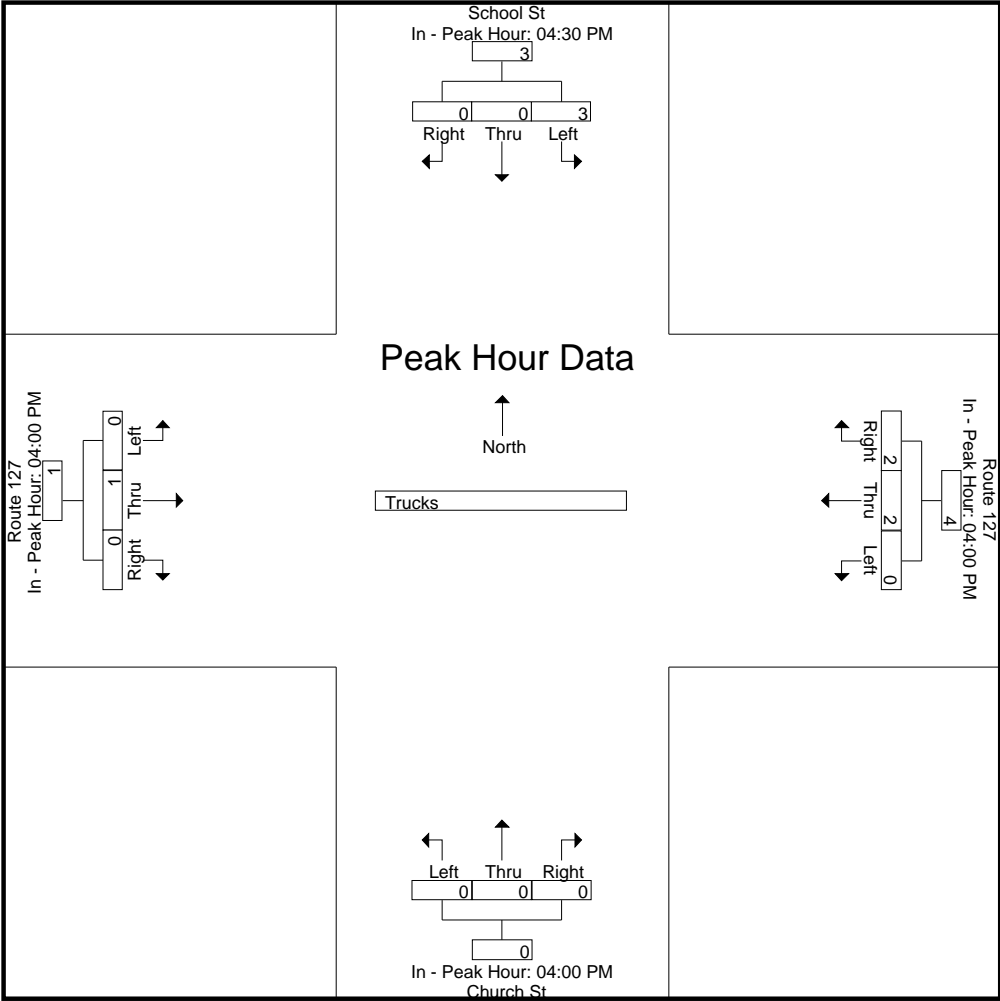 School St
In - Peak Hour: 04:30 PM
3
0 0 3
Right Thru Left
Peak Hour Data
North
Trucks
Route 127
In - Peak Hour: 04:00 PM
1
0 1 0
Left Thru Right
Route 127
In - Peak Hour: 04:00 PM
4
2 2 0
Right Thru Left
Left Thru Right
0 0 0
0
In - Peak Hour: 04:00 PM
Church St